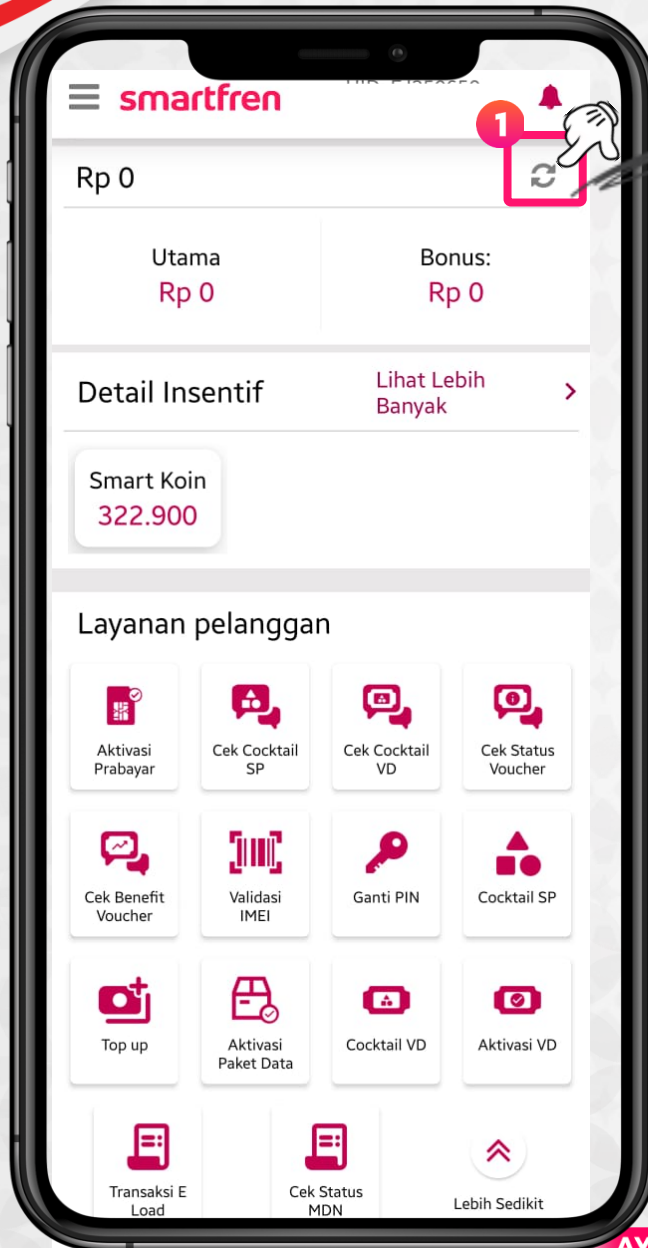 smartfren
1
Rp 0
Utama
Bonus:
Rp 0
Rp 0
Detail Insentif
Lihat Lebih
Banyak
Smart Koin
322.900
Layanan pelanggan
Aktivasi
Prabayar
Cek Cocktail
SP
Cek Cocktail
VD
Cek Status
Voucher
Cek Benefit
Voucher
Validasi
IMEI
Ganti PIN
Cocktail SP
Top up
Aktivasi
Paket Data
Cocktail VD
Aktivasi VD
Transaksi E
Load
Cek Status
MDN
Lebih Sedikit